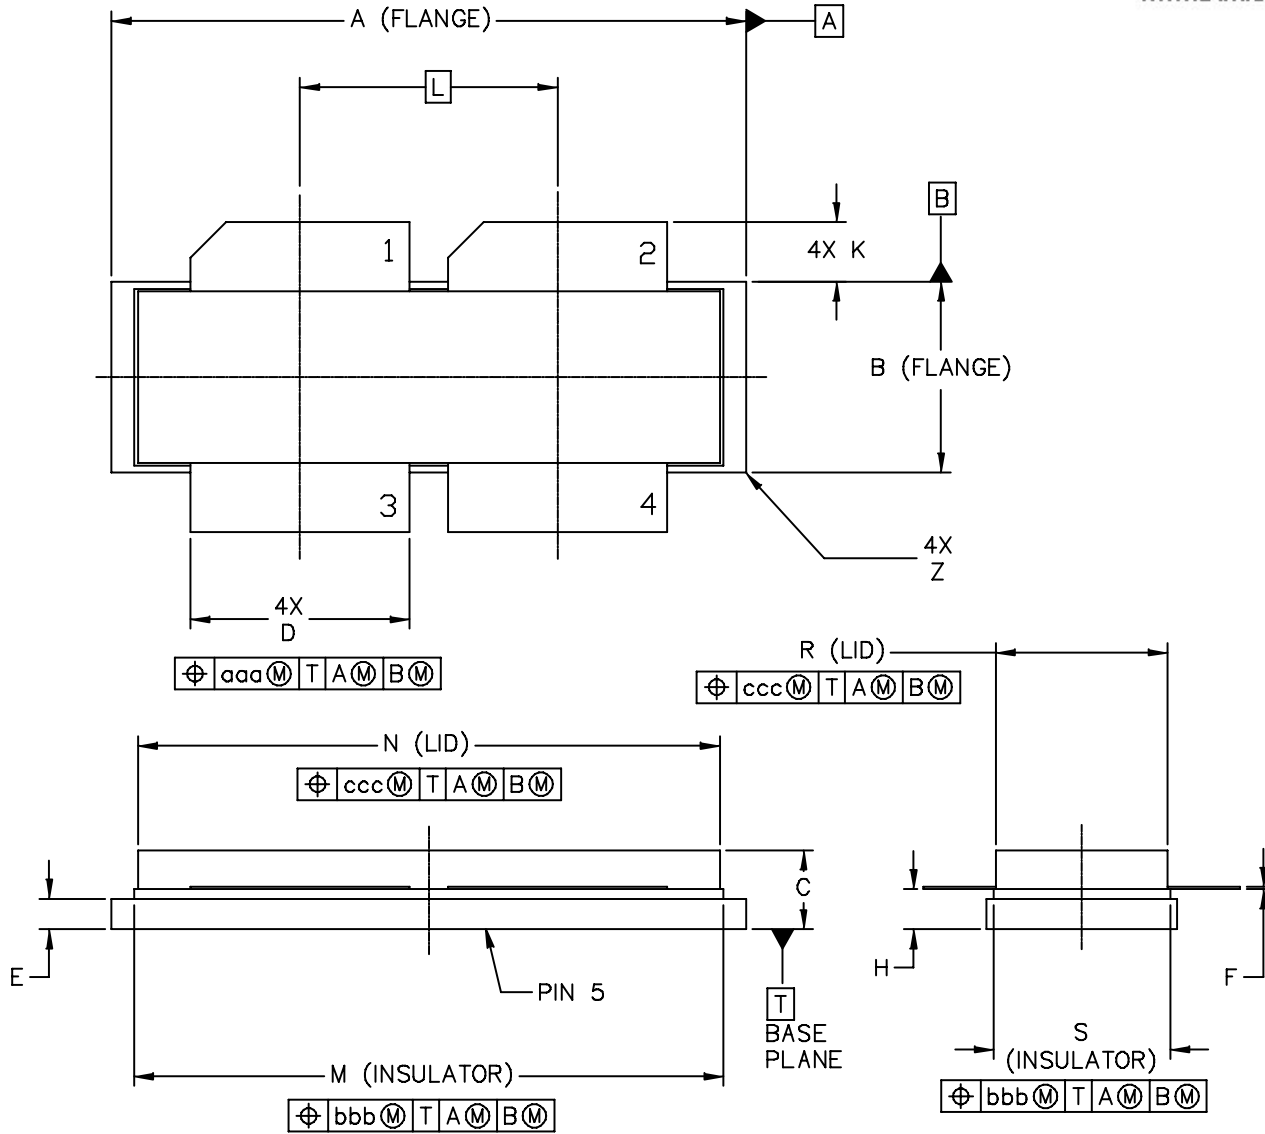 A (FLANGE)
A
L
B
1
2
4X K
B (FLANGE)
3
4
4X
Z
4X
D
⌖ aaa Ⓜ T A Ⓜ B Ⓜ
R (LID)
⌖ ccc Ⓜ T A Ⓜ B Ⓜ
N (LID)
⌖ ccc Ⓜ T A Ⓜ B Ⓜ
C
E
H
F
PIN 5
T
BASE
PLANE
S
(INSULATOR)
M (INSULATOR)
⌖ bbb Ⓜ T A Ⓜ B Ⓜ
⌖ bbb Ⓜ T A Ⓜ B Ⓜ